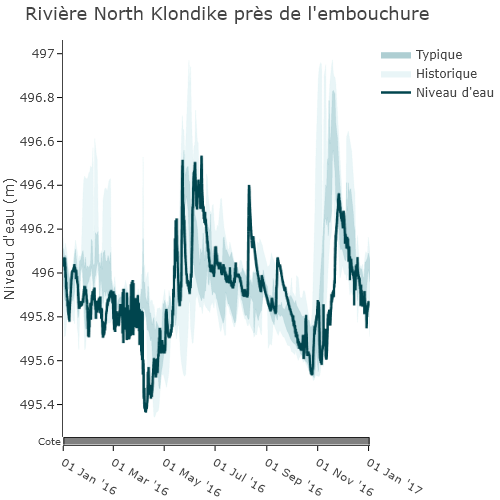 Rivière North Klondike près de l'embouchure
Typique
Historique
Niveau d'eau
Niveau d'eau (m)
497
496.8
496.6
496.4
496.2
496
495.8
495.6
495.4
Cote
01 Jan '16
01 Mar '16
01 May '16
01 Jul '16
01 Sep '16
01 Nov '16
01 Jan '17